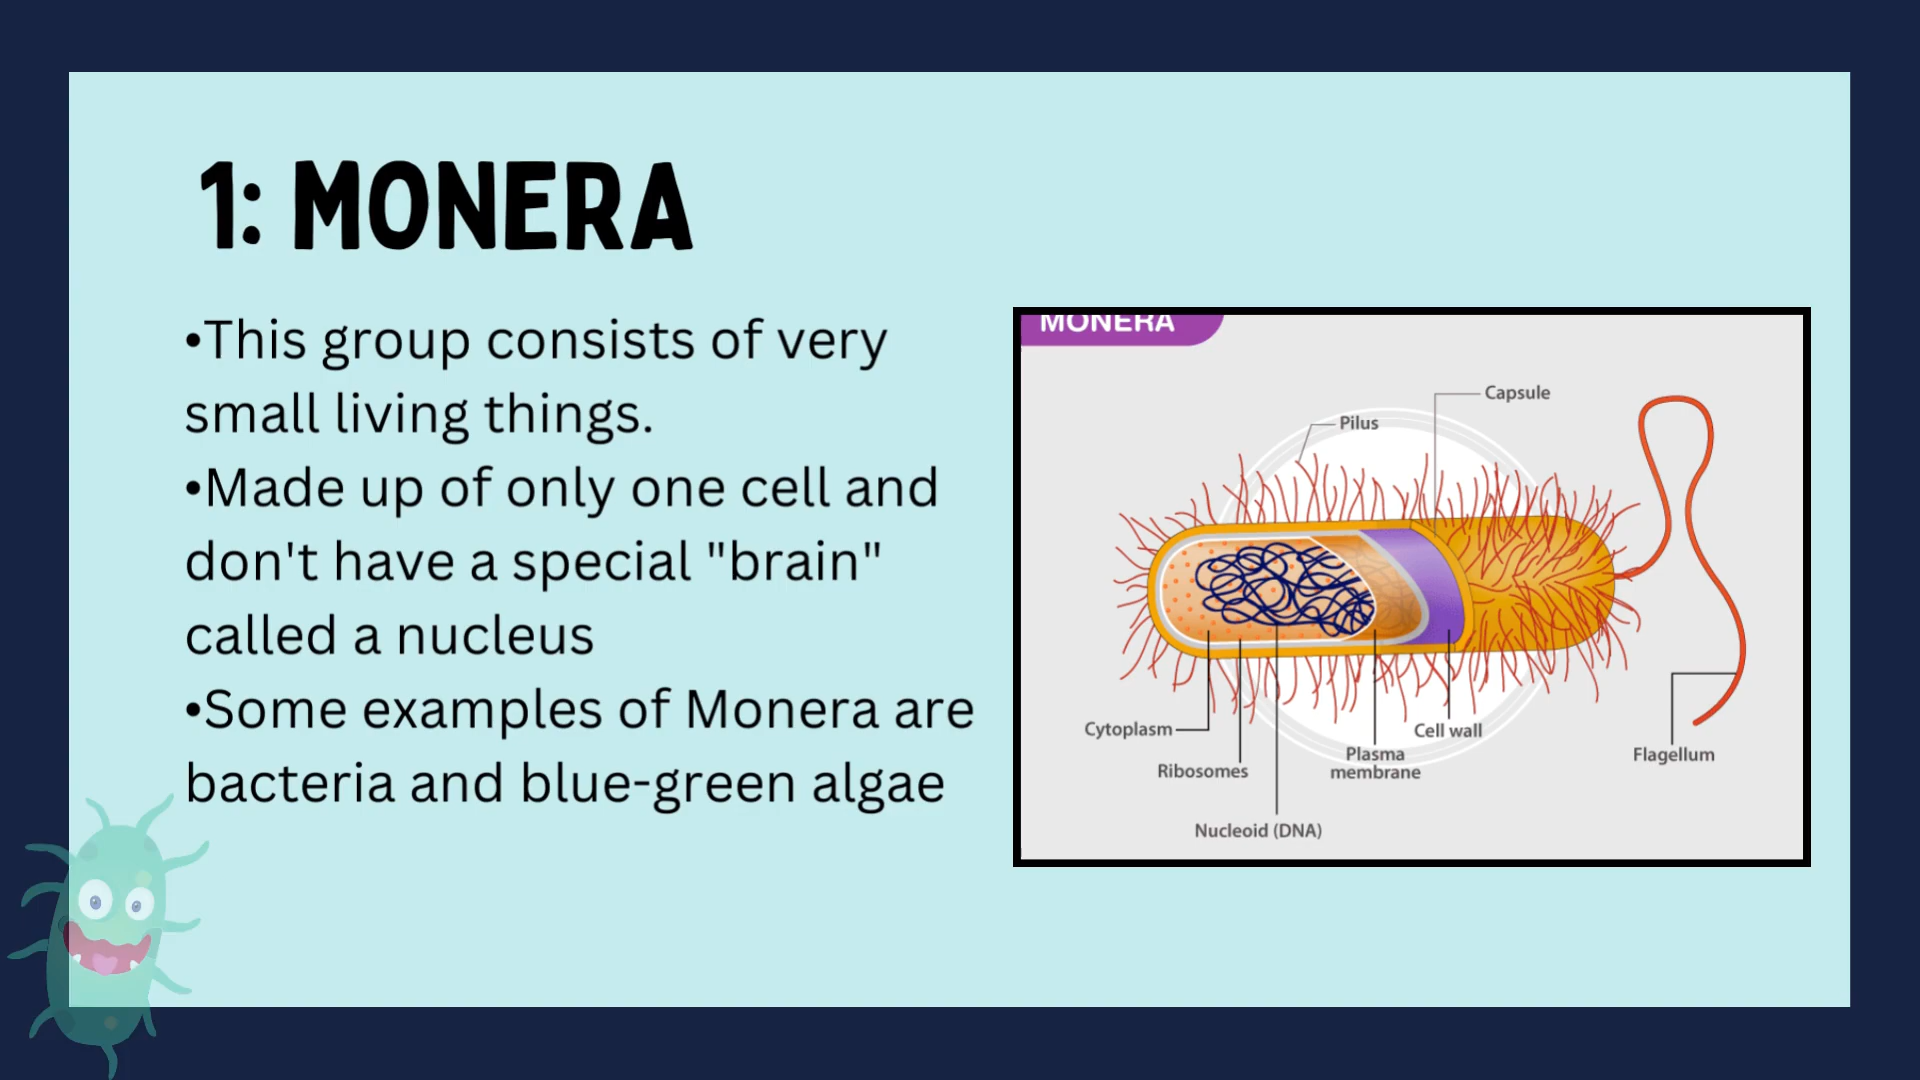 1: MONERA
•This group consists of very
small living things.
•Made up of only one cell and
don't have a special "brain"
called a nucleus
•Some examples of Monera are
bacteria and blue-green algae
MONERA
Capsule
Pilus
Cytoplasm
Cell wall
Plasma
membrane
Flagellum
Ribosomes
Nucleoid (DNA)